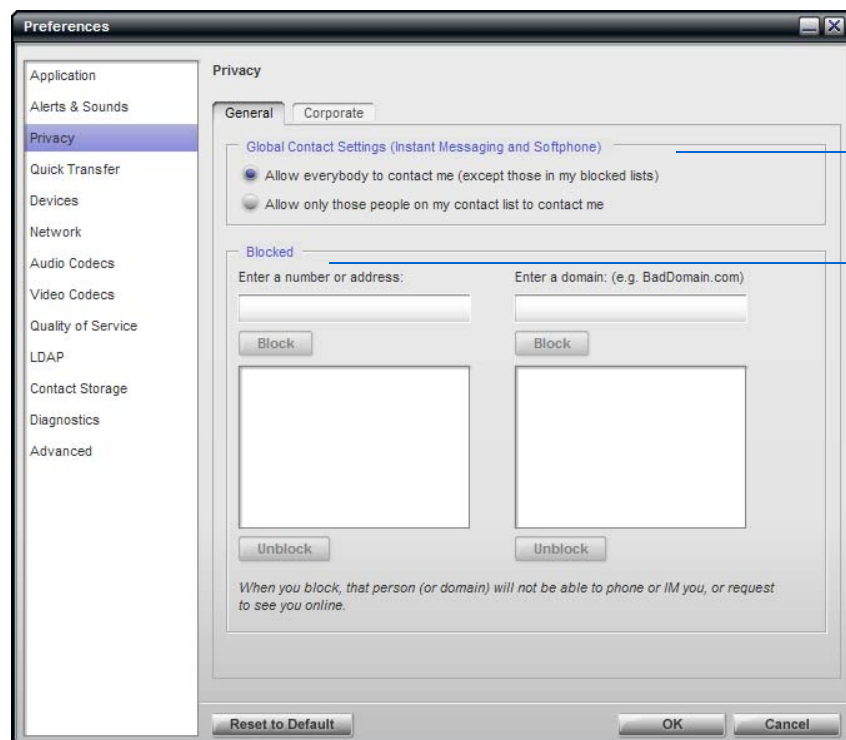 Preferences
Application
Alerts & Sounds
Privacy
Quick Transfer
Devices
Network
Audio Codecs
Video Codecs
Quality of Service
LDAP
Contact Storage
Diagnostics
Advanced
Privacy
General Corporate
Global Contact Settings (Instant Messaging and Softphone)
Allow everybody to contact me (except those in my blocked lists)
Allow only those people on my contact list to contact me
Blocked
Enter a number or address: Enter a domain: (e.g. BadDomain.com)
Block Block
Unblock Unblock
When you block, that person (or domain) will not be able to phone or IM you, or request
to see you online.
Reset to Default OK Cancel